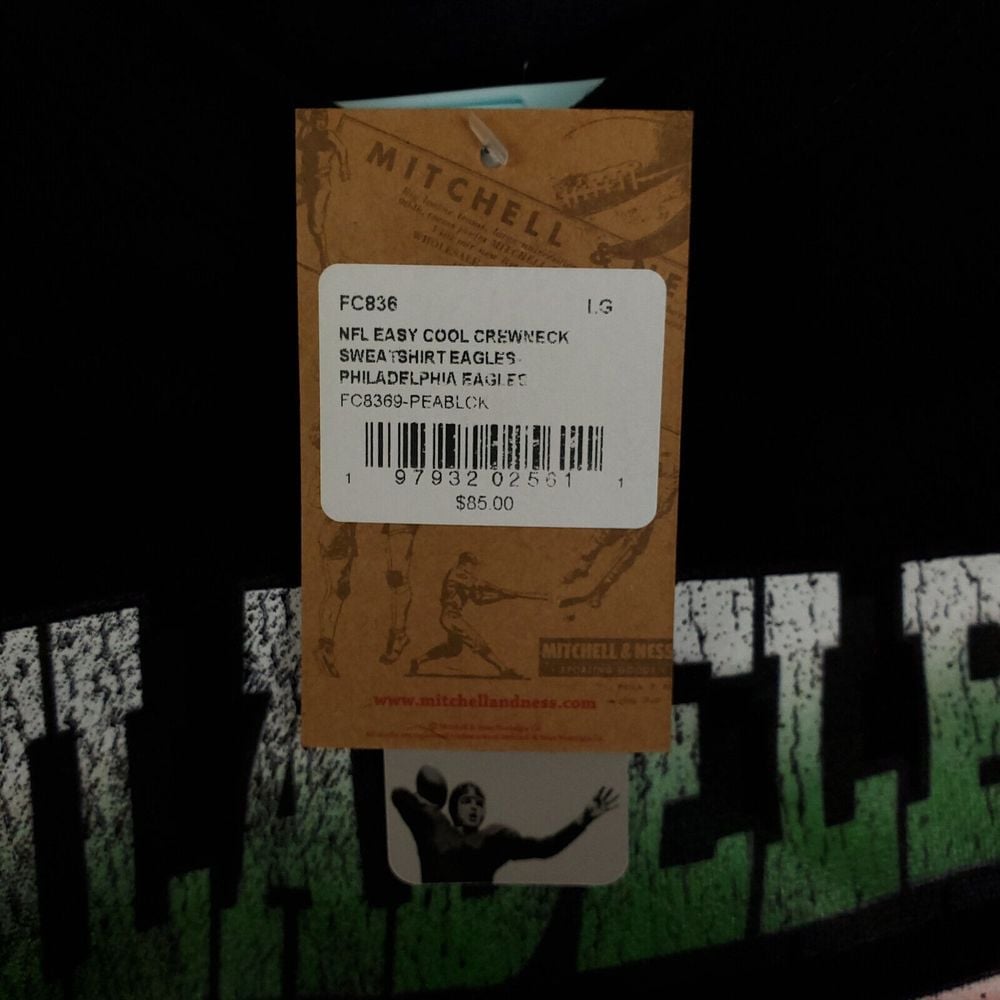 MITCHELL
FC836 LG
NFL EASY COOL CREWNECK
SWEATSHIRT EAGLES
PHILADELPHIA EAGLES
FC8369-PEABLCK
1 97932 02561 1
$85.00
MITCHELL & NESS
SPORTING GOODS
www.mitchellandness.com
LADELP